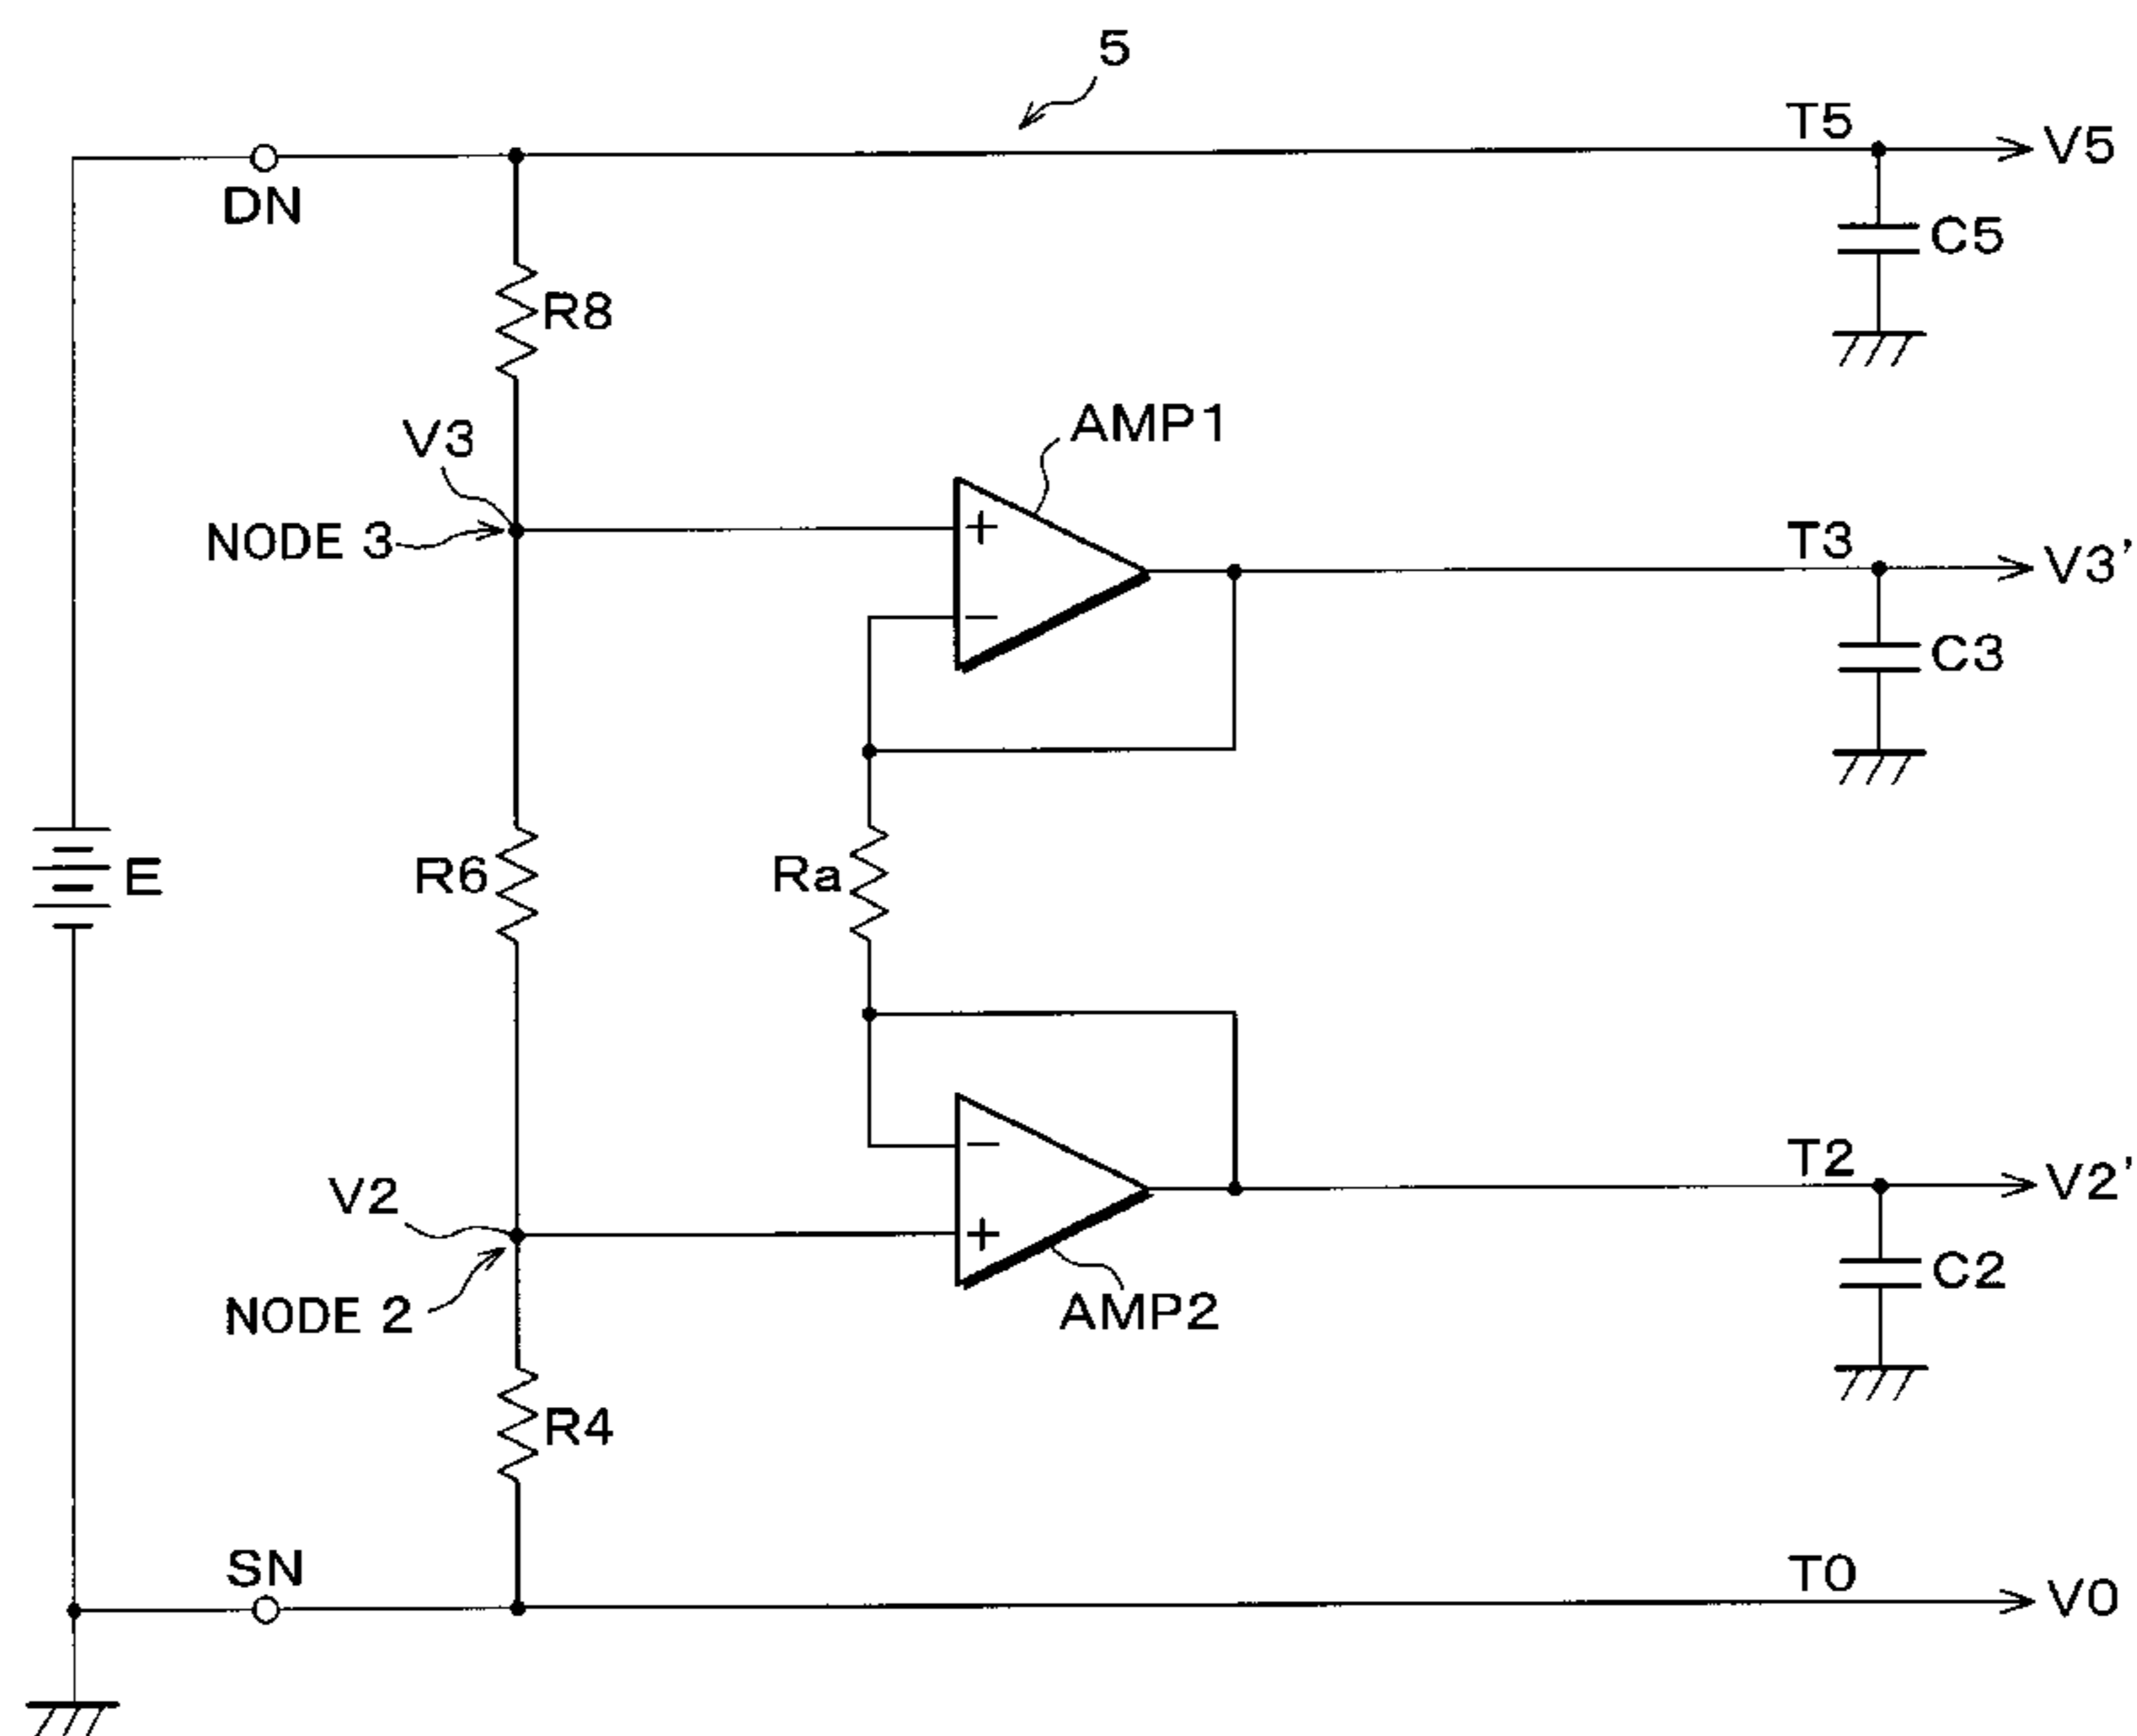 5
T5
V5
DN
C5
R8
AMP1
V3
+
NODE 3
T3
V3'
−
C3
R6
Ra
E
−
T2
V2'
V2
+
C2
NODE 2
AMP2
R4
SN
T0
V0